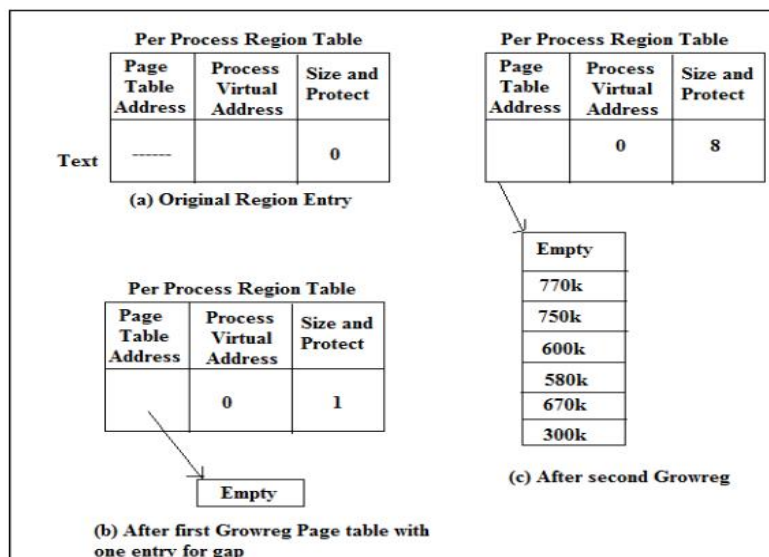 Per Process Region Table
Page Table Address
Process Virtual Address
Size and Protect
Text
------
0
(a) Original Region Entry
Per Process Region Table
Page Table Address
Process Virtual Address
Size and Protect
0
1
Empty
(b) After first Growreg Page table with
one entry for gap
Per Process Region Table
Page Table Address
Process Virtual Address
Size and Protect
0
8
Empty
770k
750k
600k
580k
670k
300k
(c) After second Growreg